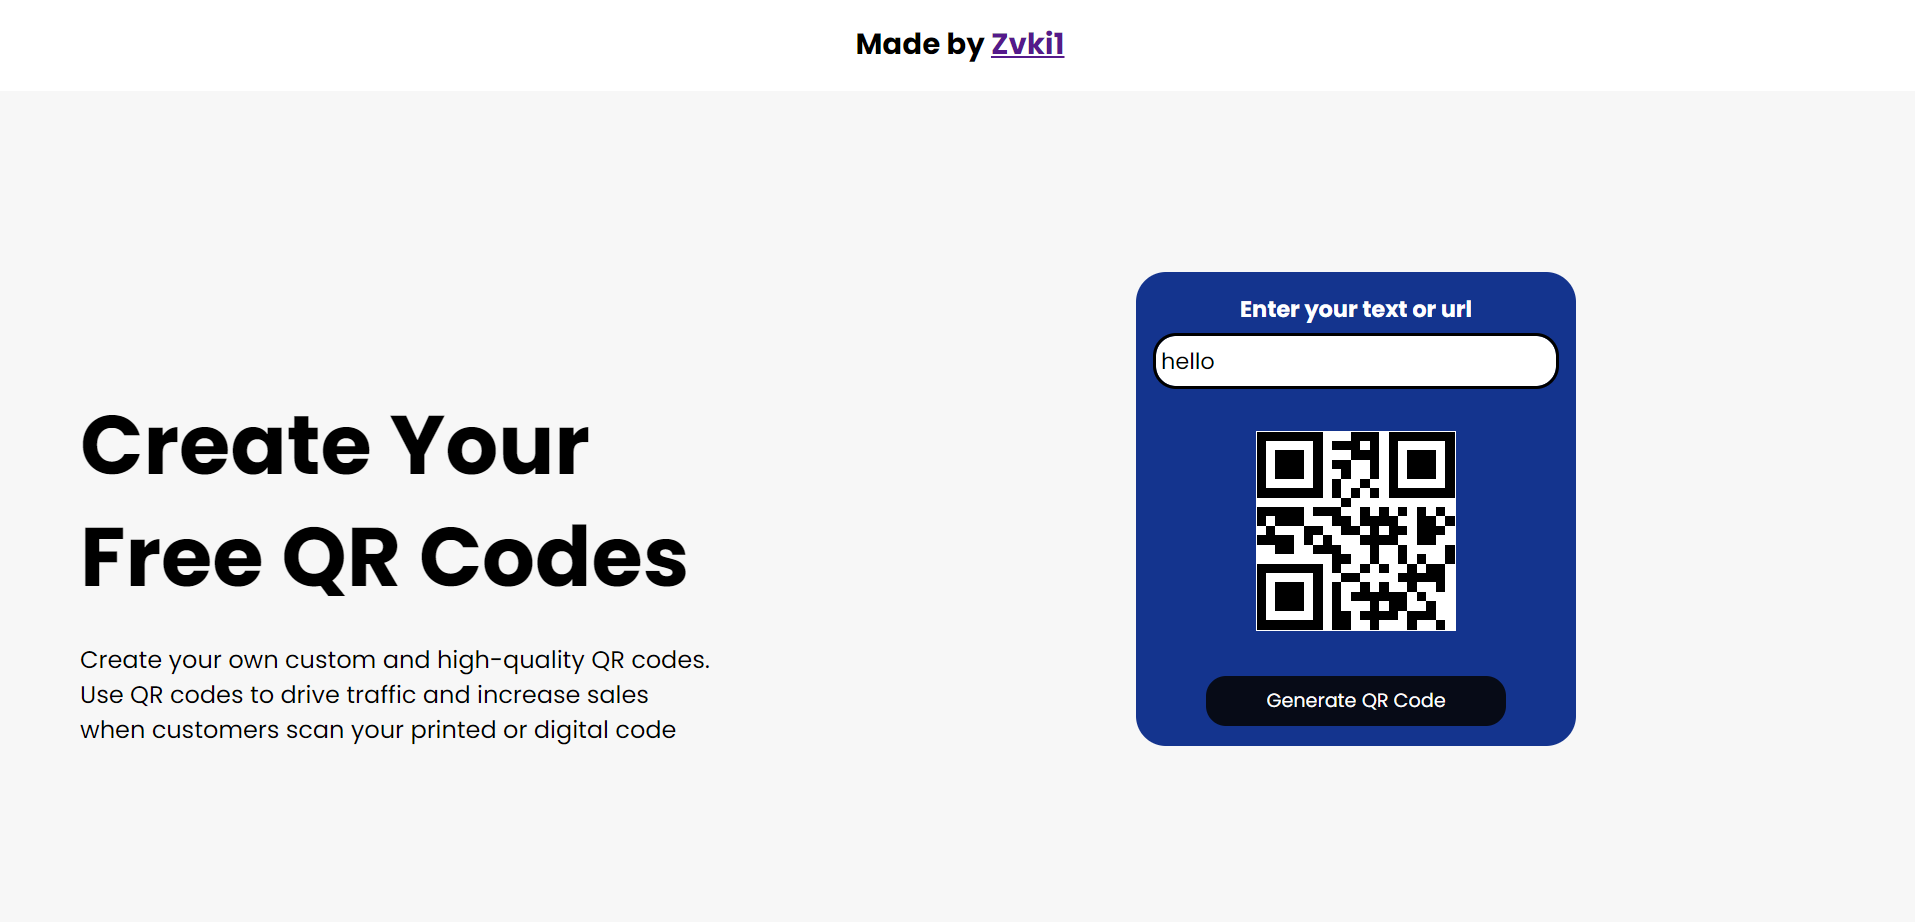 Made by Zvki1
Create Your
Free QR Codes
Create your own custom and high-quality QR codes.
Use QR codes to drive traffic and increase sales
when customers scan your printed or digital code
Enter your text or url
hello
Generate QR Code